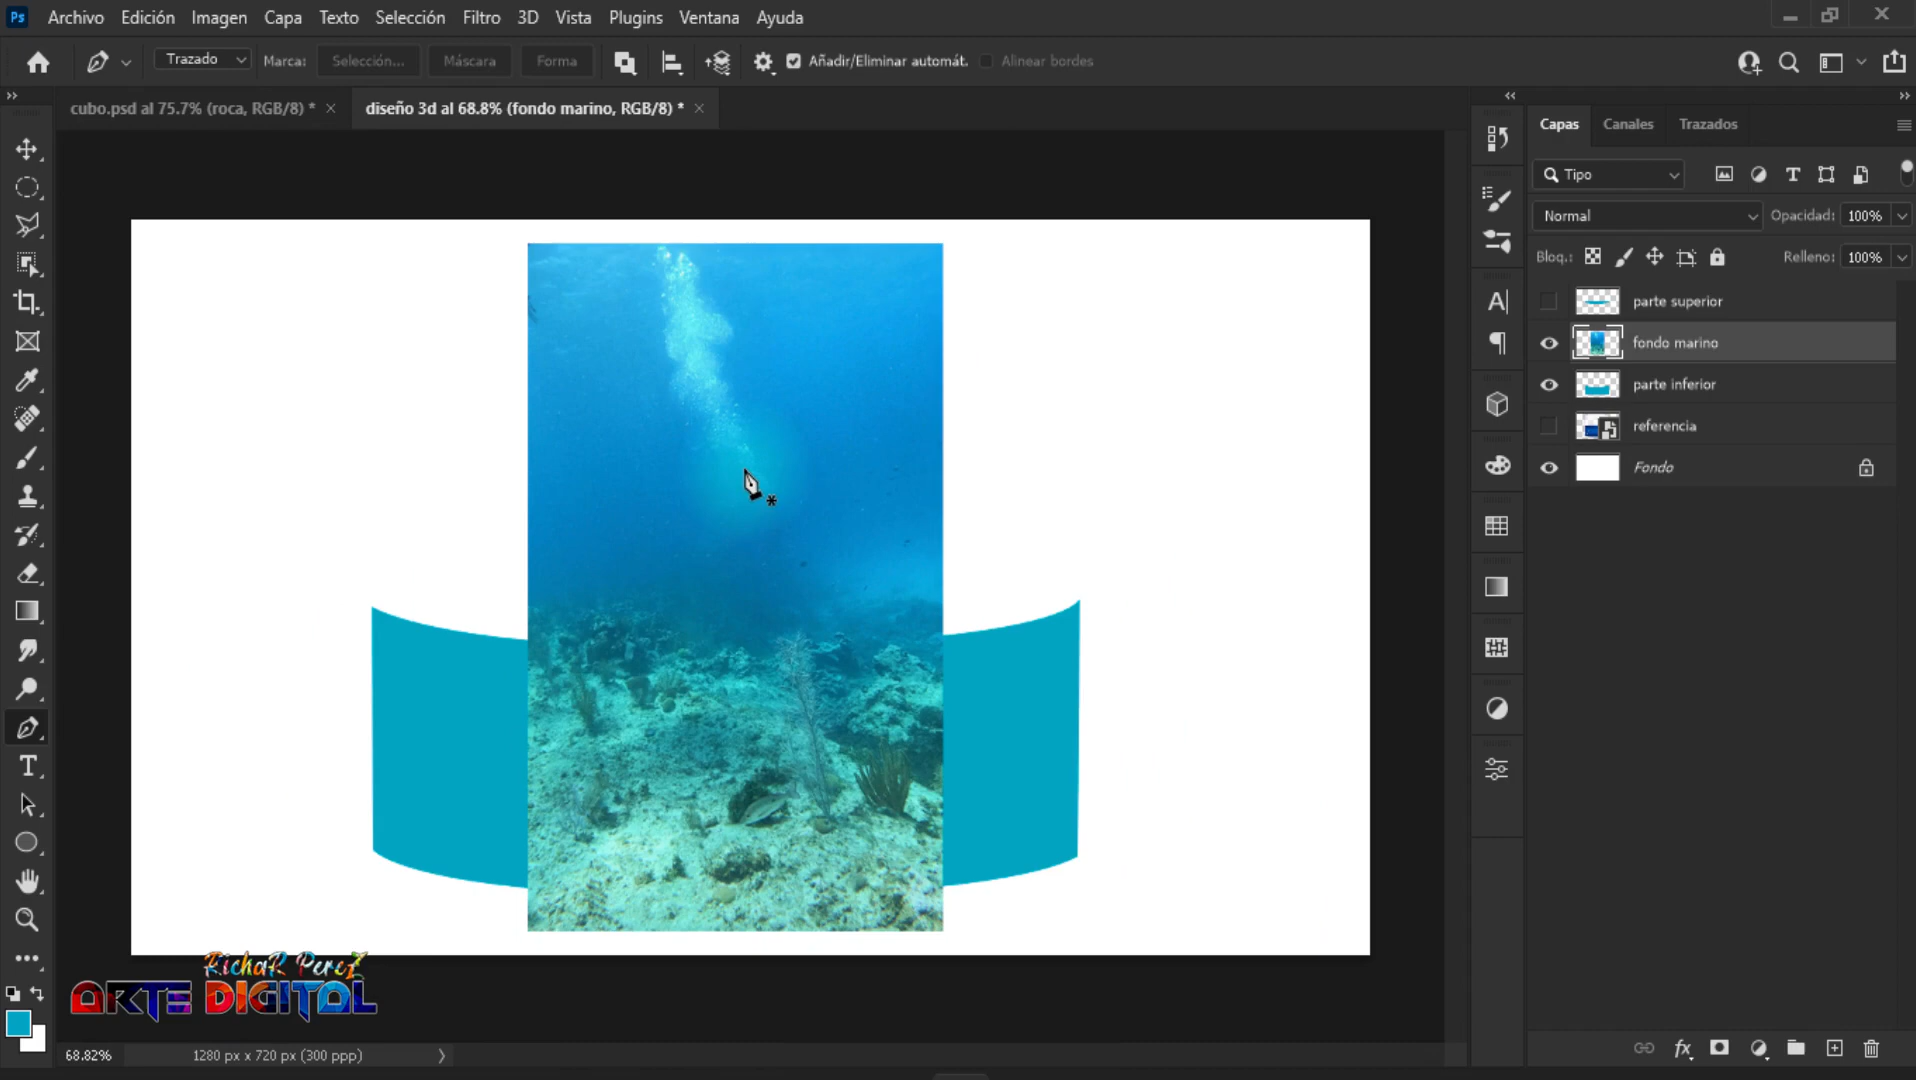 Ps Archivo Edición Imagen Capa Texto Selección Filtro 3D Vista Plugins Ventana Ayuda
Trazado Marca: Selección... Máscara Forma Añadir/Eliminar automát. Alinear bordes
cubo.psd al 75.7% (roca, RGB/8) * × diseño 3d al 68.8% (fondo marino, RGB/8) * ×
Capas Canales Trazados
Tipo
Normal Opacidad: 100%
Bloq.: Relleno: 100%
parte superior
fondo marino
parte inferior
referencia
Fondo
RichaR Perez
ARTE DIGITAL
68.82% 1280 px x 720 px (300 ppp)